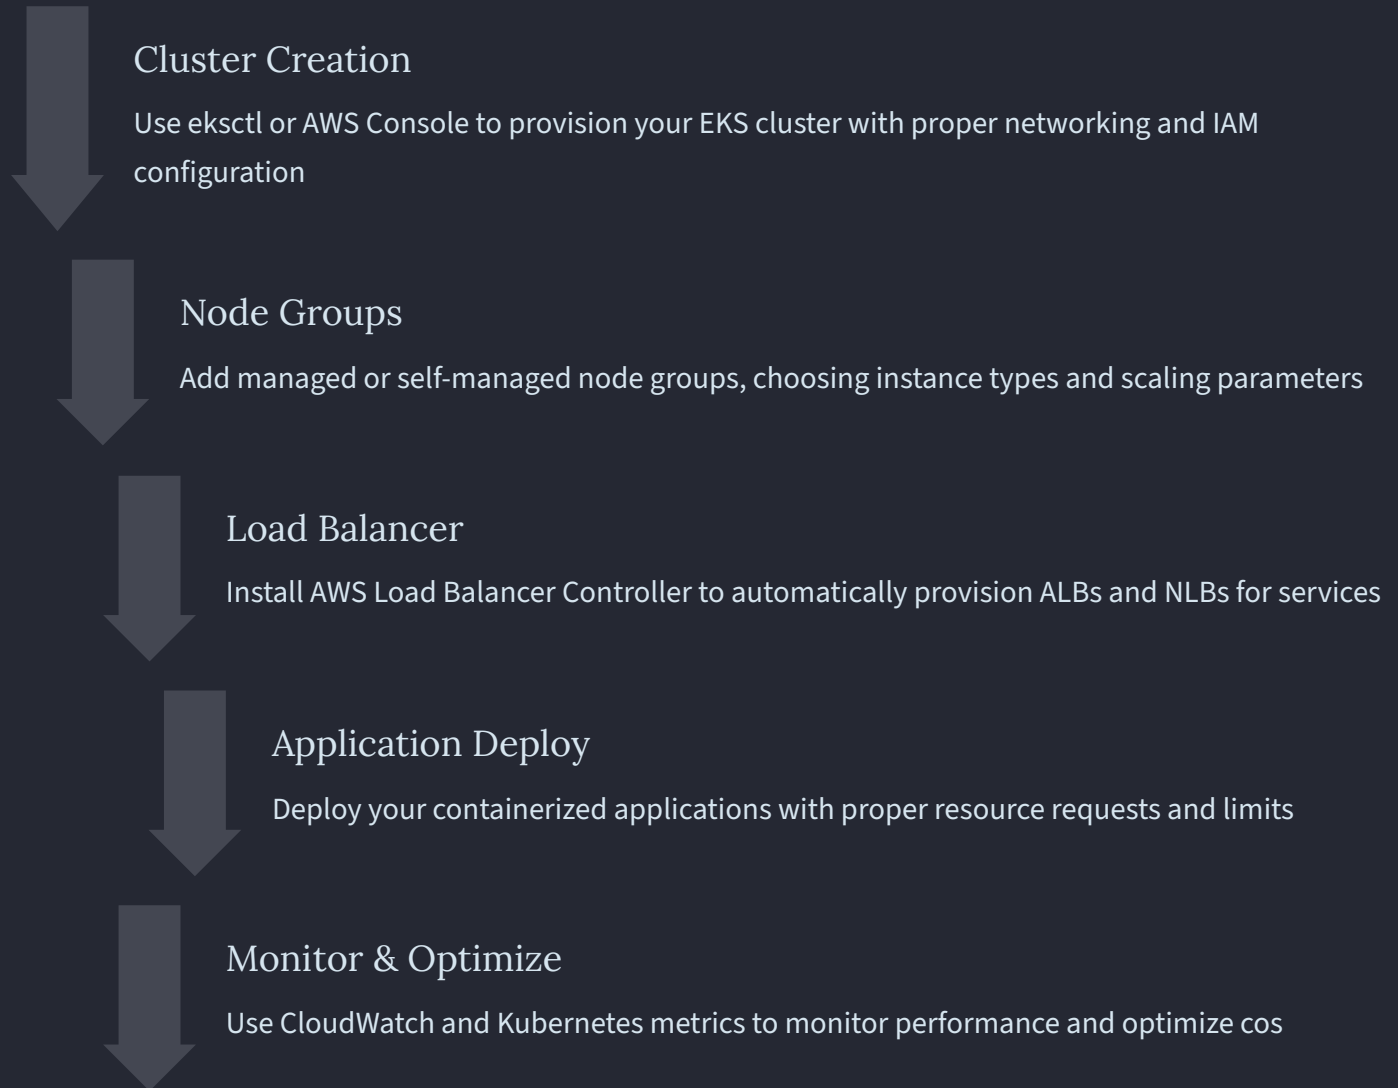 Cluster Creation
Use eksctl or AWS Console to provision your EKS cluster with proper networking and IAM
configuration
Node Groups
Add managed or self-managed node groups, choosing instance types and scaling parameters
Load Balancer
Install AWS Load Balancer Controller to automatically provision ALBs and NLBs for services
Application Deploy
Deploy your containerized applications with proper resource requests and limits
Monitor & Optimize
Use CloudWatch and Kubernetes metrics to monitor performance and optimize cos